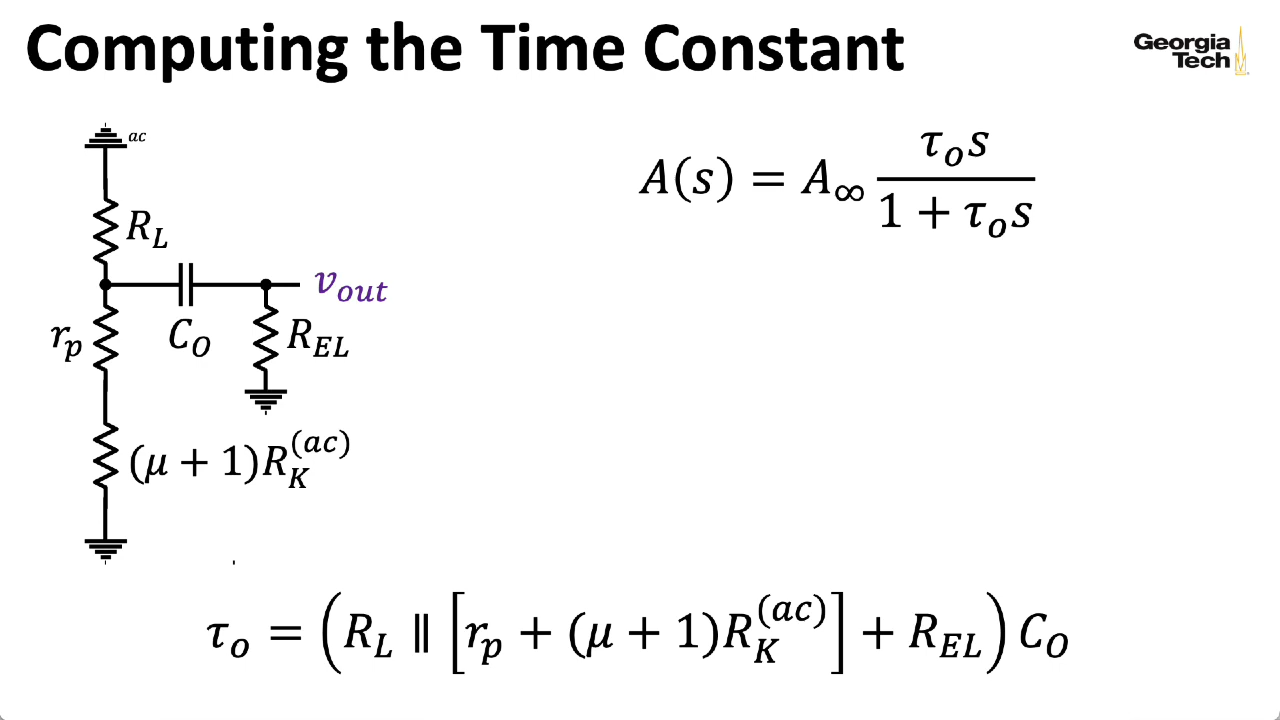 Computing the Time Constant
Georgia
Tech
ac
R_L
A(s) = A_∞ τ_o s / (1 + τ_o s)
v_out
r_p
C_O
R_EL
(μ + 1)R_K^(ac)
τ_o = (R_L ∥ [r_p + (μ + 1)R_K^(ac)] + R_EL) C_O